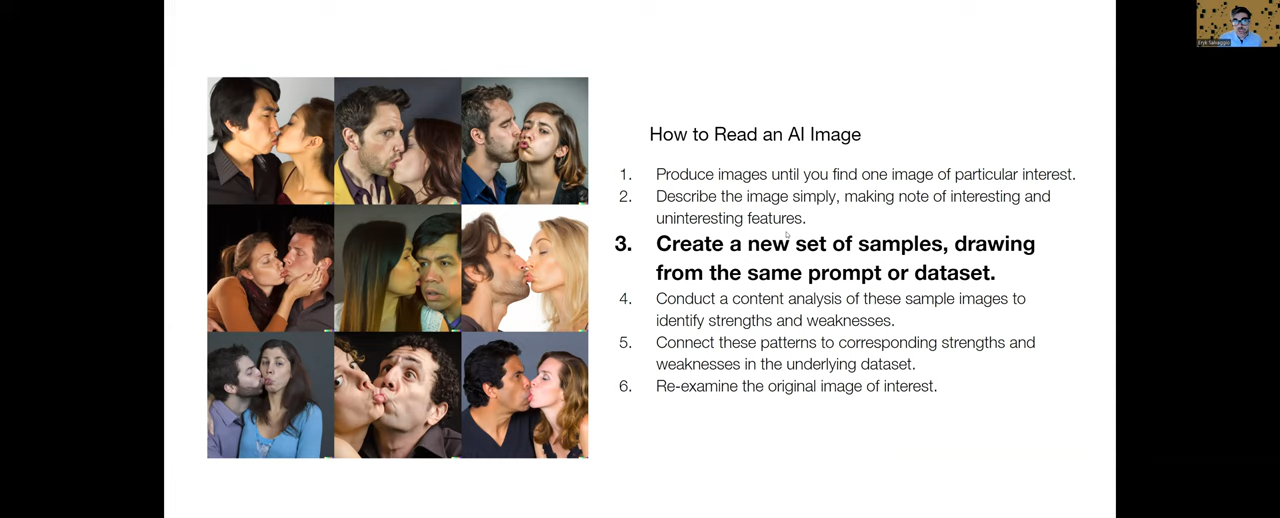 Eryk Salvaggio
How to Read an AI Image
1. Produce images until you find one image of particular interest.
2. Describe the image simply, making note of interesting and
uninteresting features.
3. Create a new set of samples, drawing
from the same prompt or dataset.
4. Conduct a content analysis of these sample images to
identify strengths and weaknesses.
5. Connect these patterns to corresponding strengths and
weaknesses in the underlying dataset.
6. Re-examine the original image of interest.